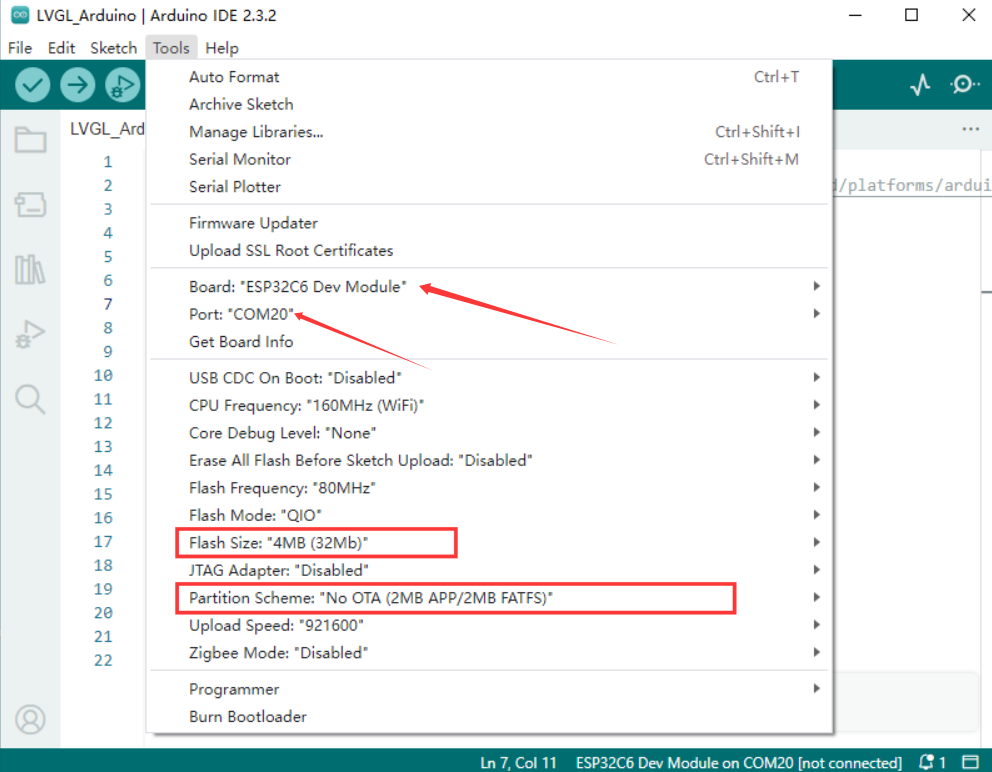 LVGL_Arduino | Arduino IDE 2.3.2
File Edit Sketch Tools Help
LVGL_Ard
Auto Format Ctrl+T
Archive Sketch
Manage Libraries... Ctrl+Shift+I
Serial Monitor Ctrl+Shift+M
Serial Plotter
Firmware Updater
Upload SSL Root Certificates
Board: "ESP32C6 Dev Module"
Port: "COM20"
Get Board Info
USB CDC On Boot: "Disabled"
CPU Frequency: "160MHz (WiFi)"
Core Debug Level: "None"
Erase All Flash Before Sketch Upload: "Disabled"
Flash Frequency: "80MHz"
Flash Mode: "QIO"
Flash Size: "4MB (32Mb)"
JTAG Adapter: "Disabled"
Partition Scheme: "No OTA (2MB APP/2MB FATFS)"
Upload Speed: "921600"
Zigbee Mode: "Disabled"
Programmer
Burn Bootloader
1
2
3
4
5
6
7
8
9
10
11
12
13
14
15
16
17
18
19
20
21
22
d/platforms/ardui
Ln 7, Col 11 ESP32C6 Dev Module on COM20 [not connected] 1